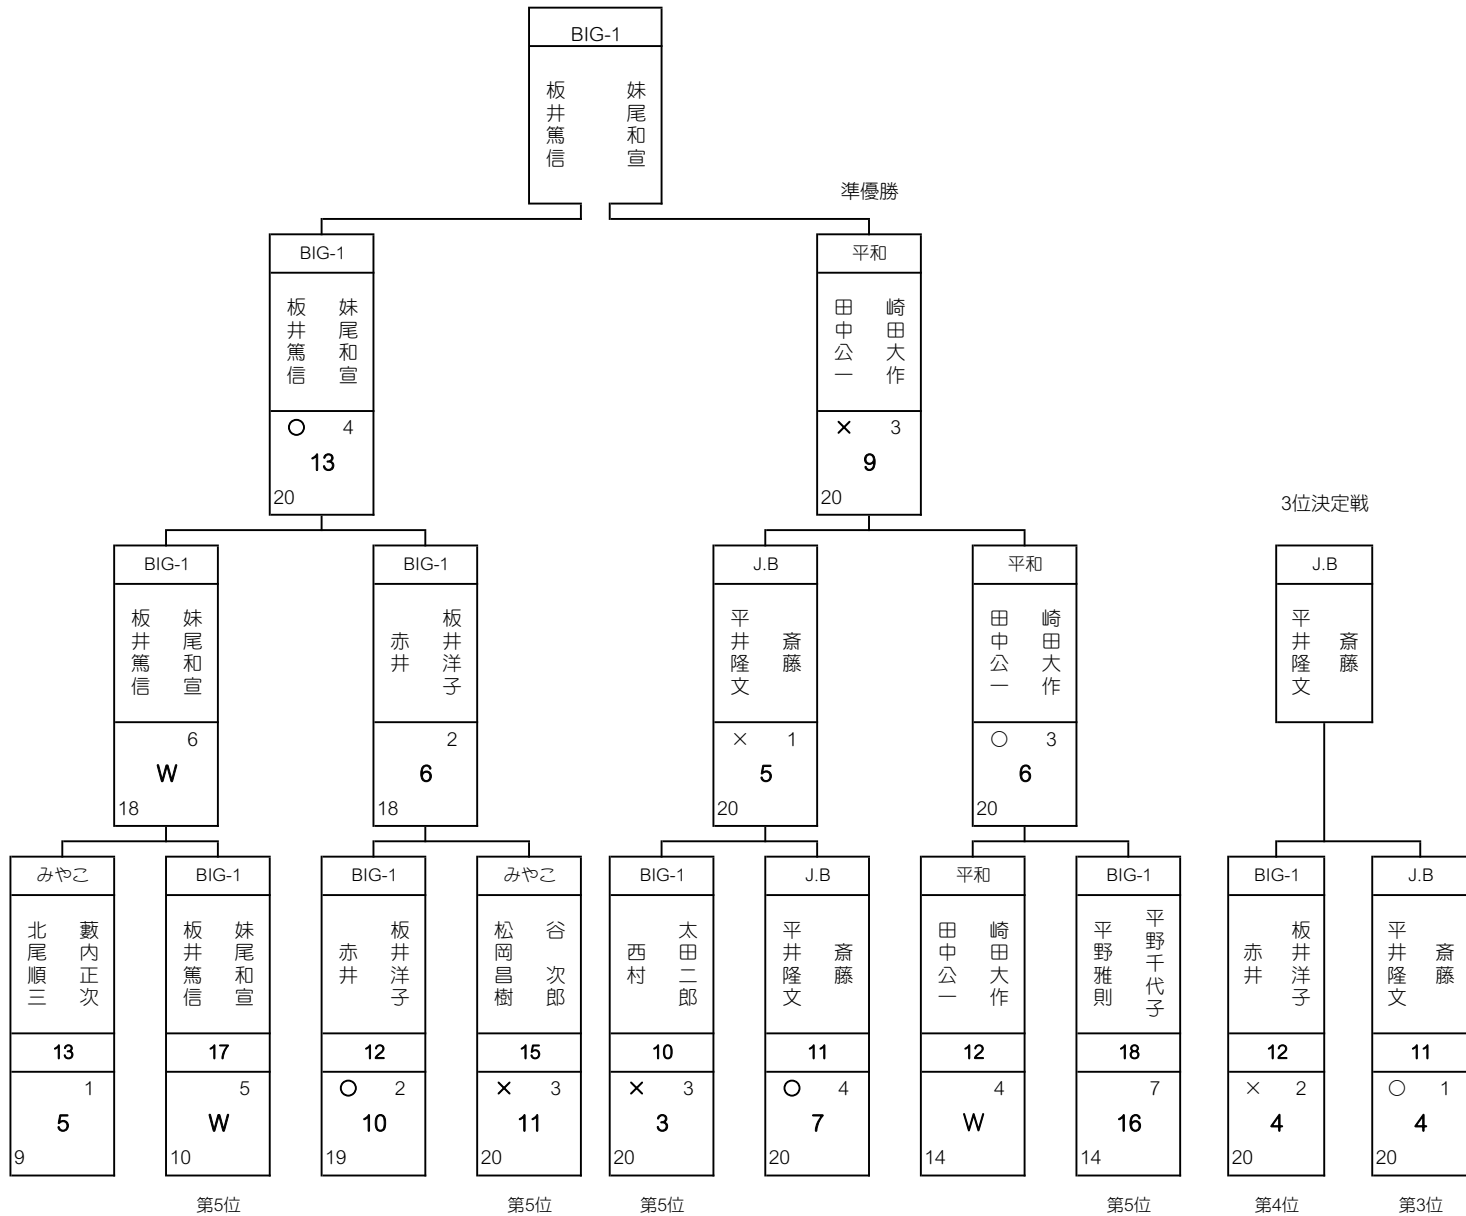 BIG-1
板井篤信 妹尾和宣
準優勝
BIG-1
板井篤信 妹尾和宣
○ 4
13
20
平和
田中公一 崎田大作
× 3
9
20
3位決定戦
BIG-1
板井篤信 妹尾和宣
6
W
18
BIG-1
赤井 板井洋子
2
6
18
J.B
平井隆文 斎藤
× 1
5
20
平和
田中公一 崎田大作
○ 3
6
20
J.B
平井隆文 斎藤
みやこ
北尾順三 藪内正次
13
1
5
9
BIG-1
板井篤信 妹尾和宣
17
5
W
10
第5位
BIG-1
赤井 板井洋子
12
○ 2
10
19
みやこ
松岡昌樹 谷 次郎
15
× 3
11
20
第5位
BIG-1
西村 太田二郎
10
× 3
3
20
第5位
J.B
平井隆文 斎藤
11
○ 4
7
20
平和
田中公一 崎田大作
12
4
W
14
BIG-1
平野雅則 平野千代子
18
7
16
14
第5位
BIG-1
赤井 板井洋子
12
× 2
4
20
第4位
J.B
平井隆文 斎藤
11
○ 1
4
20
第3位